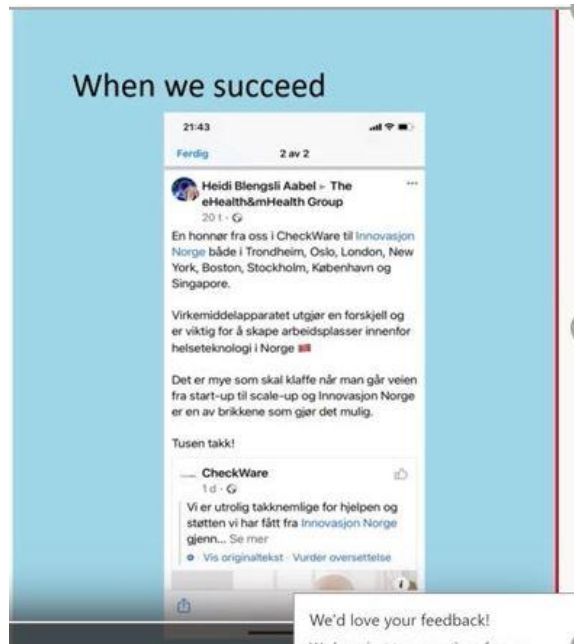 When we succeed
21:43
Ferdig 2 av 2
Heidi Blengsli Aabel ▸ The
eHealth&mHealth Group
20 t ·
En honnør fra oss i CheckWare til Innovasjon
Norge både i Trondheim, Oslo, London, New
York, Boston, Stockholm, København og
Singapore.
Virkemiddelapparatet utgjør en forskjell og
er viktig for å skape arbeidsplasser innenfor
helseteknologi i Norge 🇳🇴
Det er mye som skal klaffe når man går veien
fra start-up til scale-up og Innovasjon Norge
er en av brikkene som gjør det mulig.
Tusen takk!
CheckWare
1 d ·
Vi er utrolig takknemlige for hjelpen og
støtten vi har fått fra Innovasjon Norge
gjenn... Se mer
Vis originaltekst · Vurder oversettelse
We'd love your feedback!